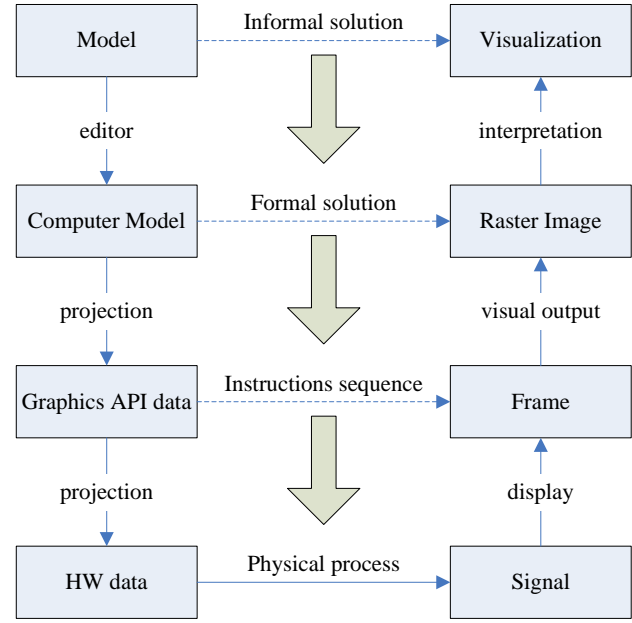 Model
Informal solution
Visualization
editor
interpretation
Computer Model
Formal solution
Raster Image
projection
visual output
Graphics API data
Instructions sequence
Frame
projection
display
HW data
Physical process
Signal